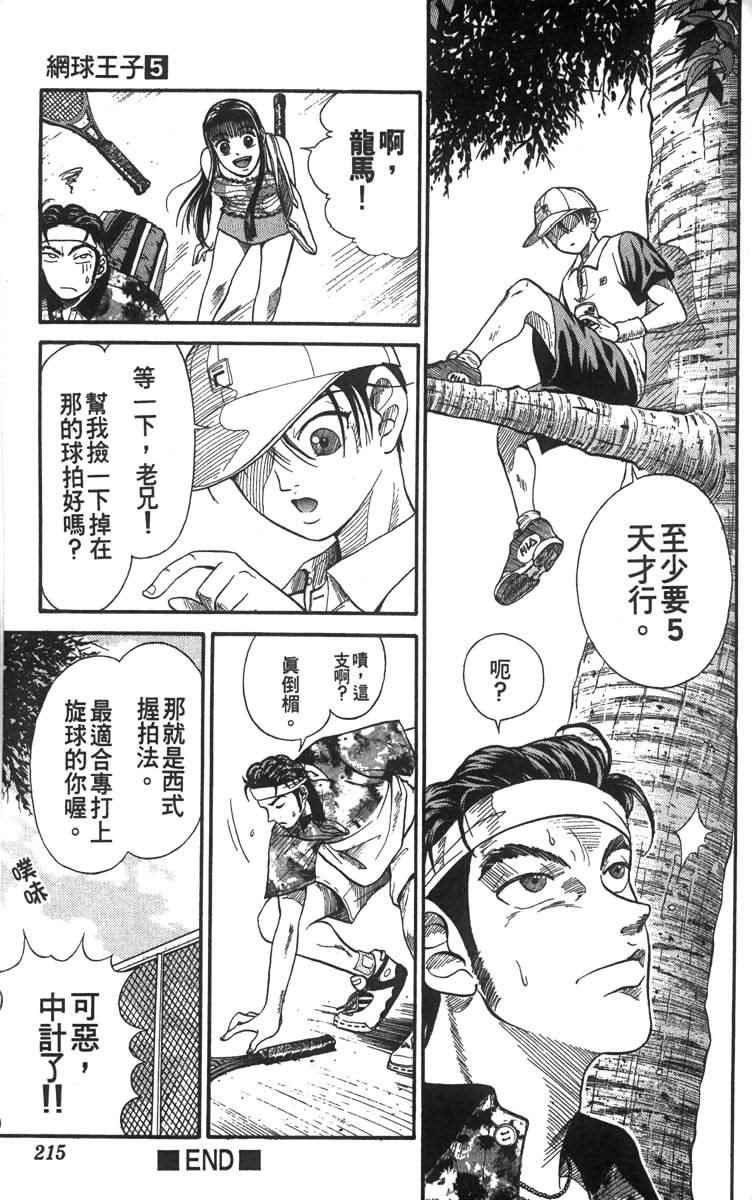 網球王子5
至少要5
天才行。
呃?
啊,
龍馬!
等一下,老兄!
幫我撿一下掉在
那的球拍好嗎?
嘖,這
支啊?
眞倒楣。
那就是西式
握拍法。
最適合專打上
旋球的你喔。
噗哧
可惡,
中計了!!
FILA
215
END